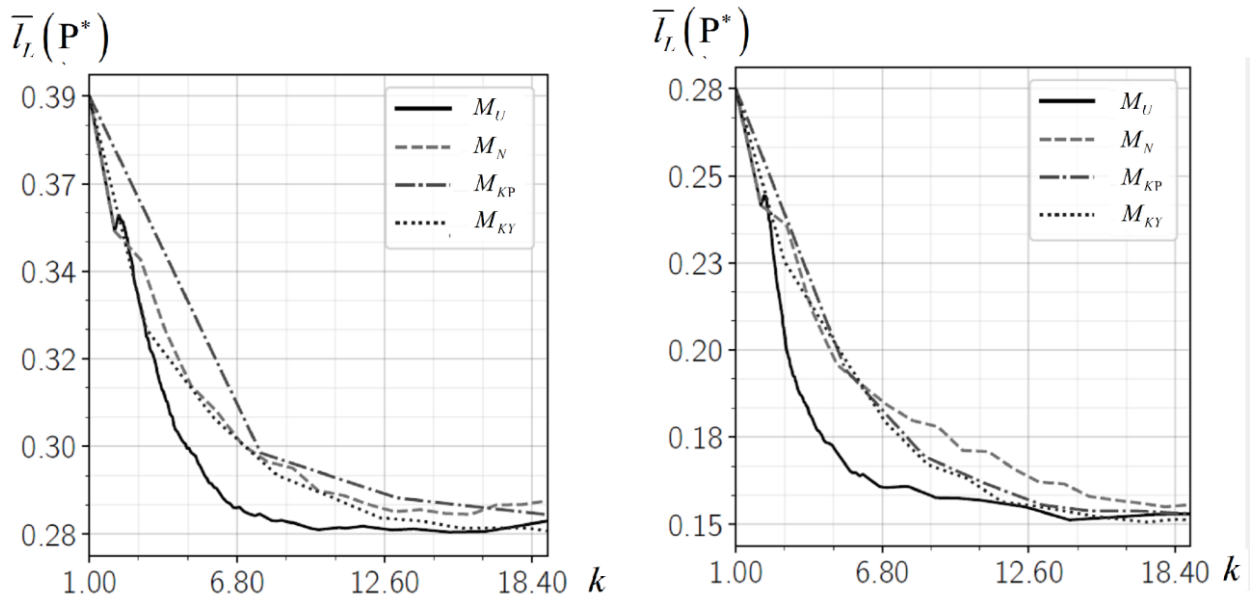 l̅_L(P*)
0.39
0.37
0.34
0.32
0.30
0.28
1.00 6.80 12.60 18.40 k
M_U
M_N
M_KP
M_KY
l̅_L(P*)
0.28
0.25
0.23
0.20
0.18
0.15
1.00 6.80 12.60 18.40 k
M_U
M_N
M_KP
M_KY